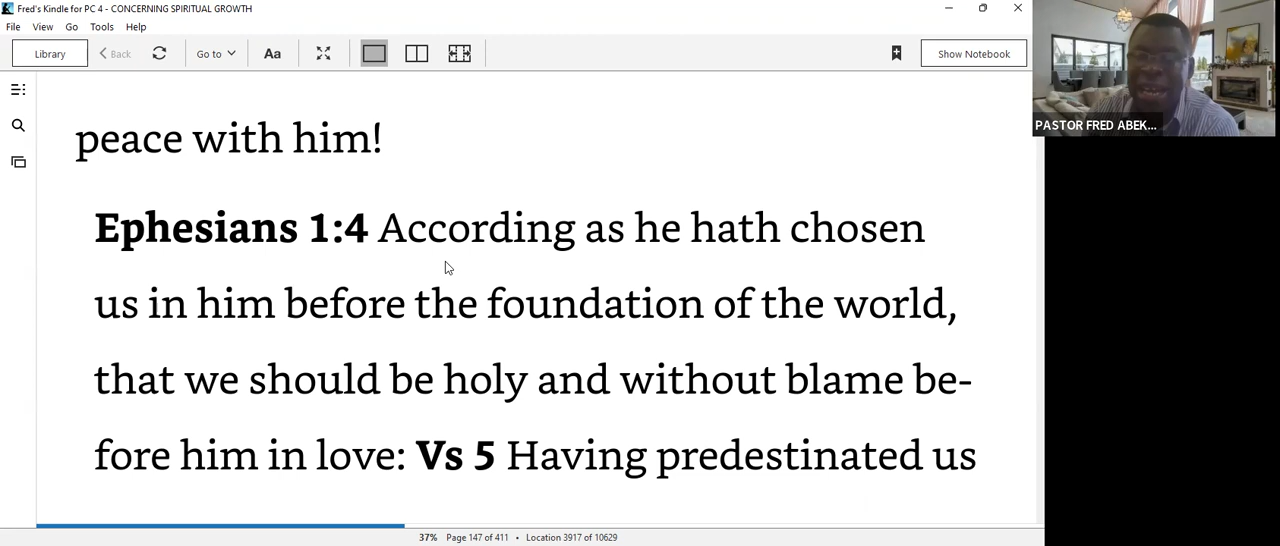 Fred's Kindle for PC 4 - CONCERNING SPIRITUAL GROWTH
File View Go Tools Help
Library Back Go to Aa Show Notebook
PASTOR FRED ABEK...
peace with him!
Ephesians 1:4 According as he hath chosen
us in him before the foundation of the world,
that we should be holy and without blame be-
fore him in love: Vs 5 Having predestinated us
37% Page 147 of 411 • Location 3917 of 10629